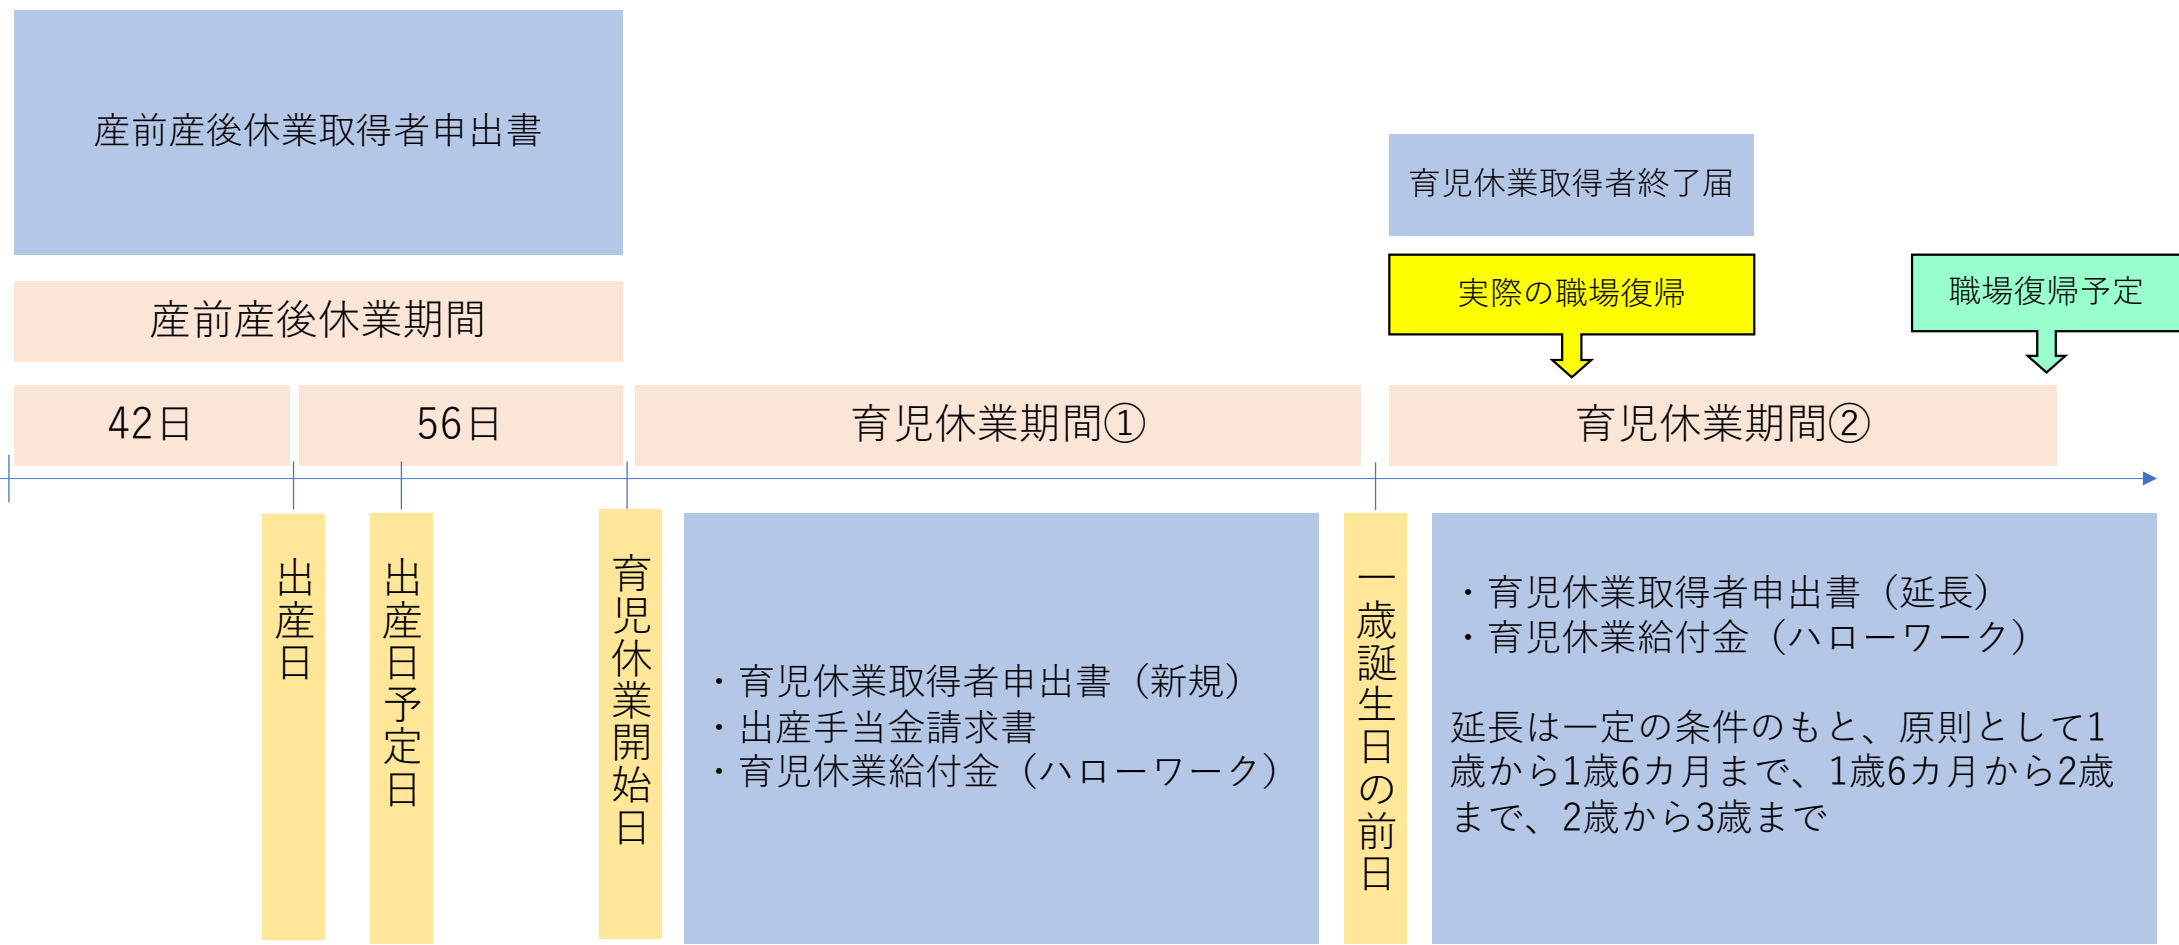 産前産後休業取得者申出書
育児休業取得者終了届
実際の職場復帰
職場復帰予定
産前産後休業期間
42日
56日
育児休業期間①
育児休業期間②
出産日
出産日予定日
育児休業開始日
・育児休業取得者申出書（新規）
・出産手当金請求書
・育児休業給付金（ハローワーク）
一歳誕生日の前日
・育児休業取得者申出書（延長）
・育児休業給付金（ハローワーク）
延長は一定の条件のもと、原則として1
歳から1歳6カ月まで、1歳6カ月から2歳
まで、2歳から3歳まで